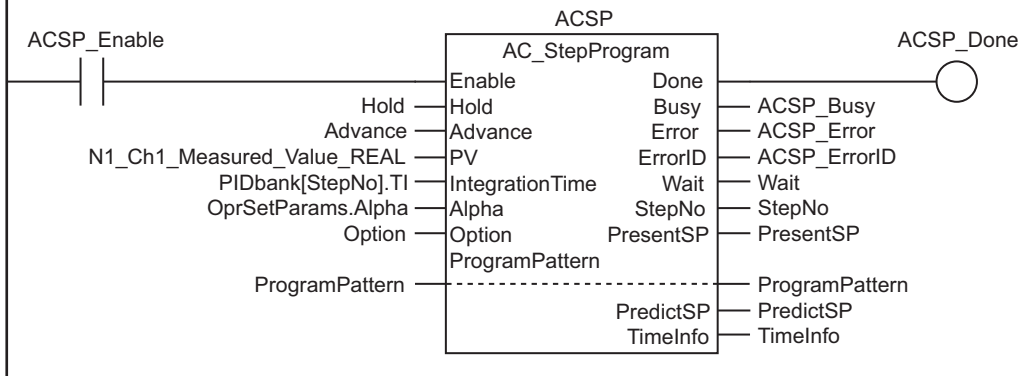 ACSP
ACSP_Enable
AC_StepProgram
ACSP_Done
Enable
Done
Hold
Hold
Busy
ACSP_Busy
Advance
Advance
Error
ACSP_Error
N1_Ch1_Measured_Value_REAL
PV
ErrorID
ACSP_ErrorID
PIDbank[StepNo].TI
IntegrationTime
Wait
Wait
OprSetParams.Alpha
Alpha
StepNo
StepNo
Option
Option
PresentSP
PresentSP
ProgramPattern
ProgramPattern
ProgramPattern
PredictSP
PredictSP
TimeInfo
TimeInfo